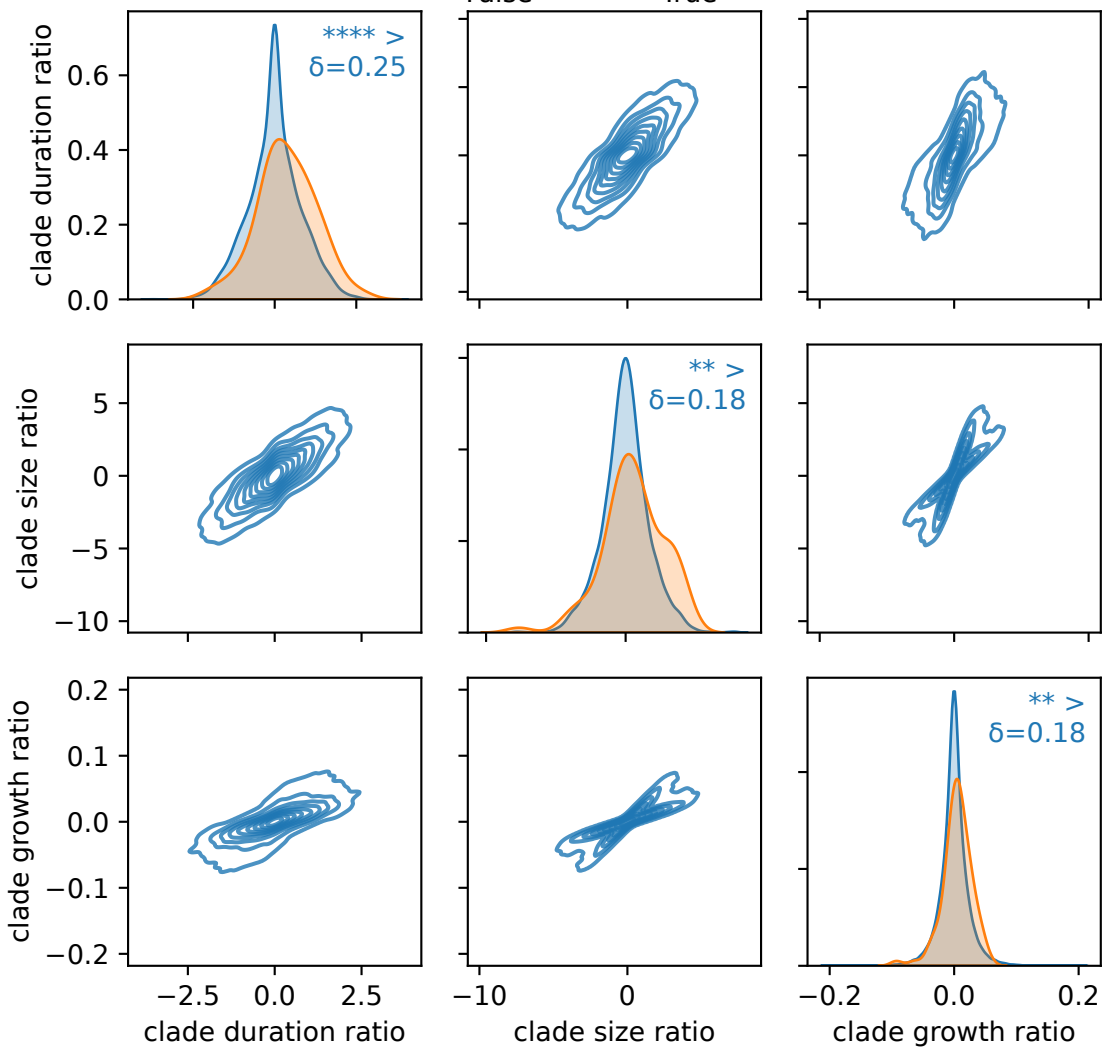 clade duration ratio
0.6
0.4
0.2
0.0
**** >
δ=0.25
clade size ratio
5
0
−5
−10
** >
δ=0.18
clade growth ratio
0.2
0.1
0.0
−0.1
−0.2
** >
δ=0.18
−2.5 0.0 2.5
−10 0
−0.2 0.0 0.2
clade duration ratio
clade size ratio
clade growth ratio